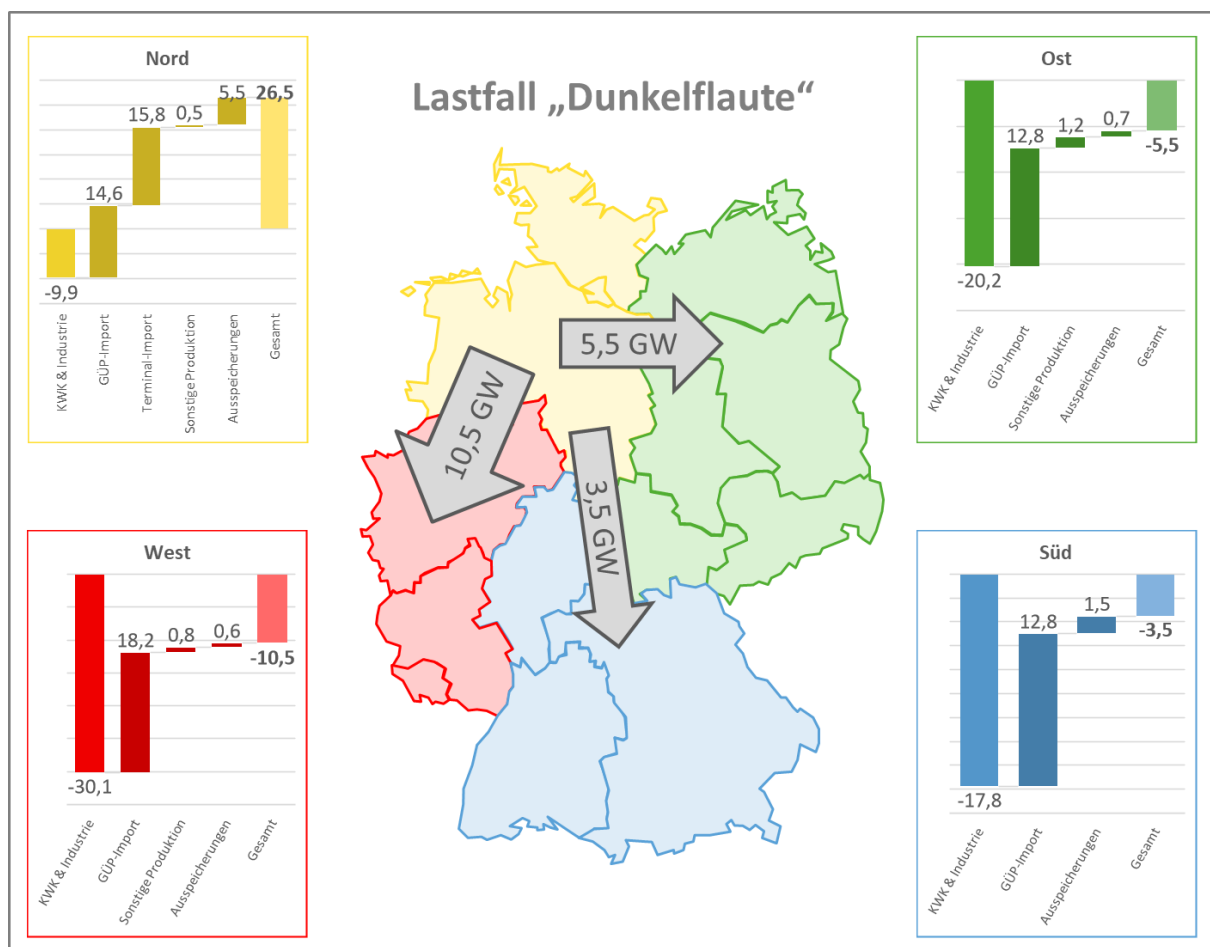 Lastfall „Dunkelflaute“
Nord
-9,9
14,6
15,8
0,5
5,5
26,5
KWK & Industrie
GÜP-Import
Terminal-Import
Sonstige Produktion
Ausspeicherungen
Gesamt
Ost
-20,2
12,8
1,2
0,7
-5,5
KWK & Industrie
GÜP-Import
Sonstige Produktion
Ausspeicherungen
Gesamt
5,5 GW
10,5 GW
3,5 GW
West
-30,1
18,2
0,8
0,6
-10,5
KWK & Industrie
GÜP-Import
Sonstige Produktion
Ausspeicherungen
Gesamt
Süd
-17,8
12,8
1,5
-3,5
KWK & Industrie
GÜP-Import
Ausspeicherungen
Gesamt